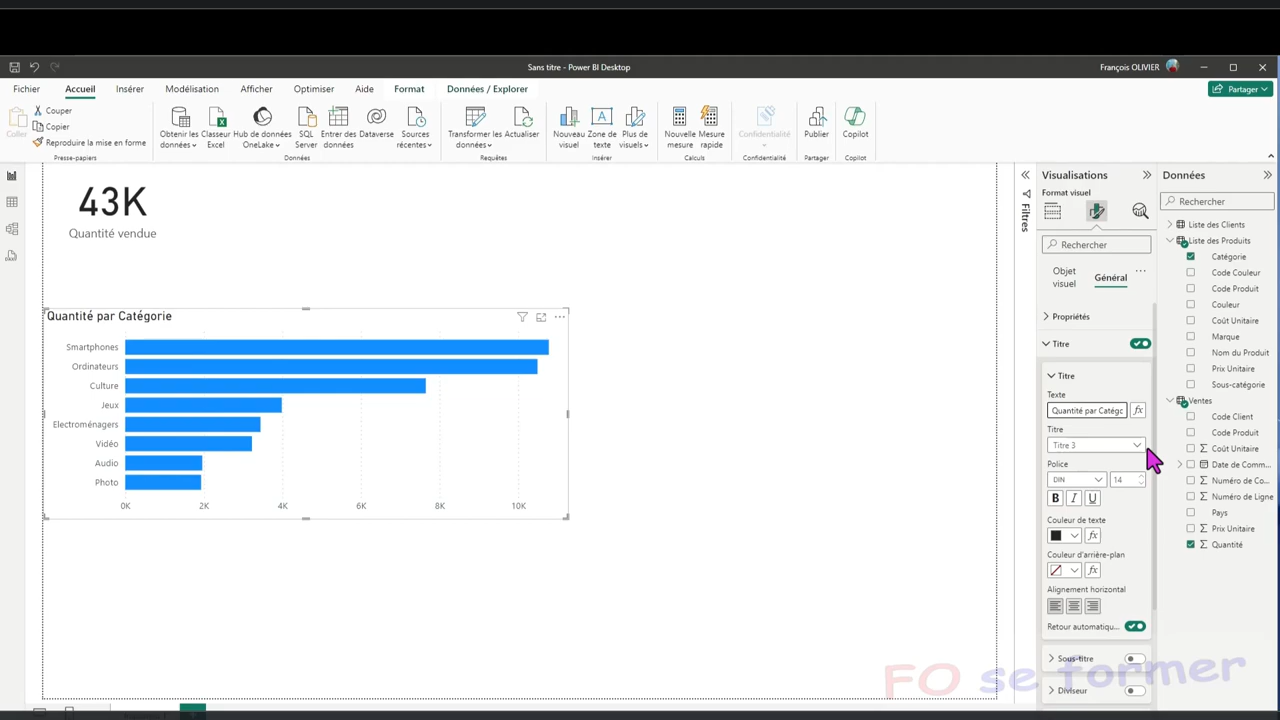 Sans titre - Power BI Desktop
François OLIVIER
Fichier
Accueil
Insérer
Modélisation
Afficher
Optimiser
Aide
Format
Données / Explorer
Partager
Coller
Couper
Copier
Reproduire la mise en forme
Presse-papiers
Obtenir les données
Classeur Excel
Hub de données OneLake
SQL Server
Entrer des données
Dataverse
Sources récentes
Données
Transformer les données
Actualiser
Requêtes
Nouveau visuel
Zone de texte
Plus de visuels
Insérer
Nouvelle mesure
Mesure rapide
Calculs
Confidentialité
Confidentialité
Publier
Partager
Copilot
Copilot
43K
Quantité vendue
Quantité par Catégorie
Smartphones
Ordinateurs
Culture
Jeux
Electroménagers
Vidéo
Audio
Photo
0K 2K 4K 6K 8K 10K
Filtres
Visualisations
Format visuel
Rechercher
Objet visuel
Général
Propriétés
Titre
Titre
Texte
Quantité par Catégc
fx
Titre
Titre 3
Police
DIN
14
B I U
Couleur de texte
fx
Couleur d'arrière-plan
fx
Alignement horizontal
Retour automatiqu...
Sous-titre
Diviseur
Données
Rechercher
Liste des Clients
Liste des Produits
Catégorie
Code Couleur
Code Produit
Couleur
Coût Unitaire
Marque
Nom du Produit
Prix Unitaire
Sous-catégorie
Ventes
Code Client
Code Produit
Coût Unitaire
Date de Comm...
Numéro de Co...
Numéro de Ligne
Pays
Prix Unitaire
Quantité
FO se former